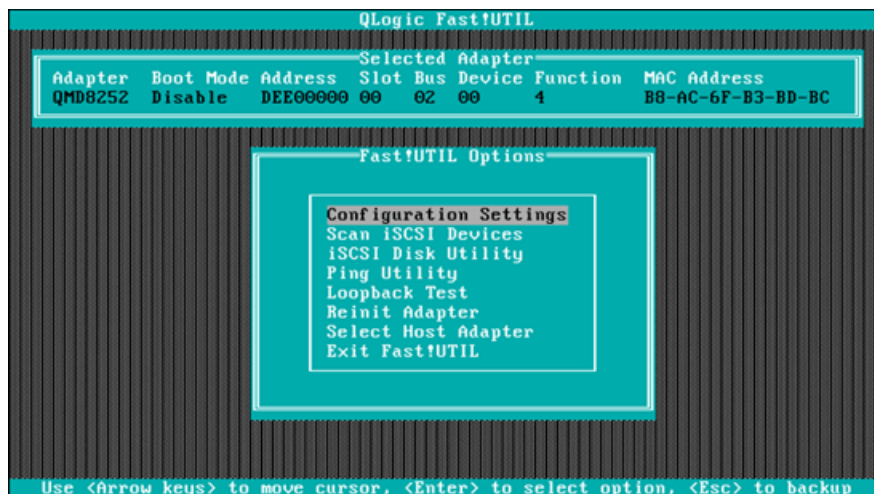 QLogic Fast!UTIL
Selected Adapter
Adapter Boot Mode Address Slot Bus Device Function MAC Address
QMD8252 Disable DEE00000 00 02 00 4 B8-AC-6F-B3-BD-BC
Fast!UTIL Options
Configuration Settings
Scan iSCSI Devices
iSCSI Disk Utility
Ping Utility
Loopback Test
Reinit Adapter
Select Host Adapter
Exit Fast!UTIL
Use <Arrow keys> to move cursor, <Enter> to select option, <Esc> to backup